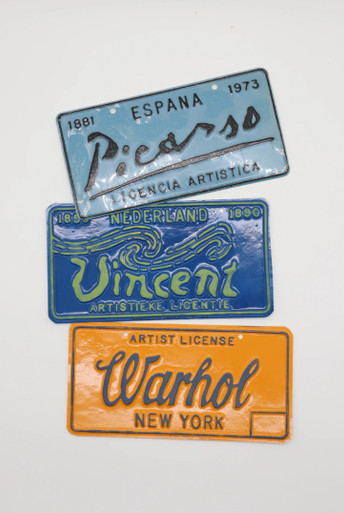 ESPANA
1881 1973
Picasso
LICENCIA ARTISTICA
NEDERLAND 1890
Vincent
ARTISTIEKE LICENTIE
ARTIST LICENSE
Warhol
NEW YORK